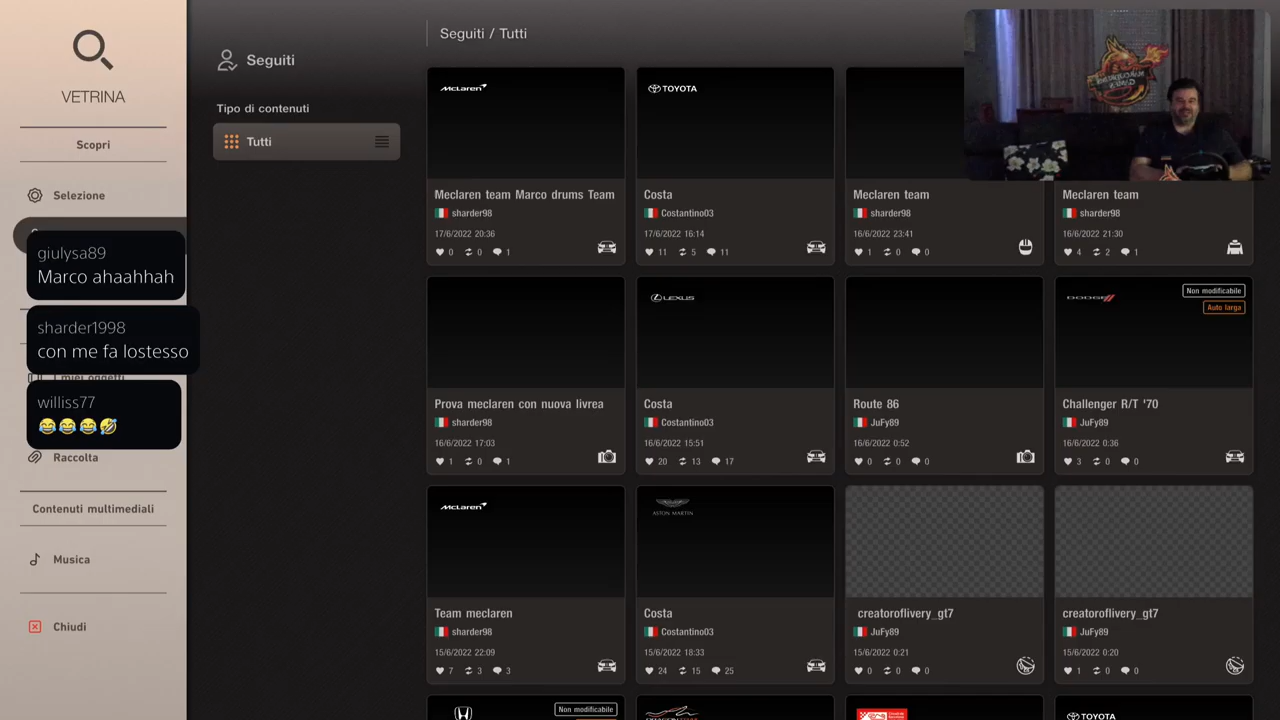 VETRINA
Scopri
Selezione
giulysa89
Marco ahaahhah
sharder1998
con me fa lostesso
I miei oggetti
williss77
😂😂😂🤣
Raccolta
Contenuti multimediali
Musica
Chiudi
Seguiti
Tipo di contenuti
Tutti
Seguiti / Tutti
McLaren
Meclaren team Marco drums Team
sharder98
17/6/2022 20:36
0 0 1
TOYOTA
Costa
Costantino03
17/6/2022 16:14
11 5 11
Meclaren team
sharder98
16/6/2022 23:41
1 0 0
Meclaren team
sharder98
16/6/2022 21:30
4 2 1
Prova meclaren con nuova livrea
sharder98
16/6/2022 17:03
1 0 1
LEXUS
Costa
Costantino03
16/6/2022 15:51
20 13 17
Route 86
JuFy89
16/6/2022 0:52
0 0 0
DODGE
Non modificabile
Auto larga
Challenger R/T '70
JuFy89
16/6/2022 0:36
3 0 0
McLaren
Team meclaren
sharder98
15/6/2022 22:09
7 3 3
ASTON MARTIN
Costa
Costantino03
15/6/2022 18:33
24 15 25
creatoroflivery_gt7
JuFy89
15/6/2022 0:21
0 0 0
creatoroflivery_gt7
JuFy89
15/6/2022 0:20
1 0 0
Non modificabile
TOYOTA